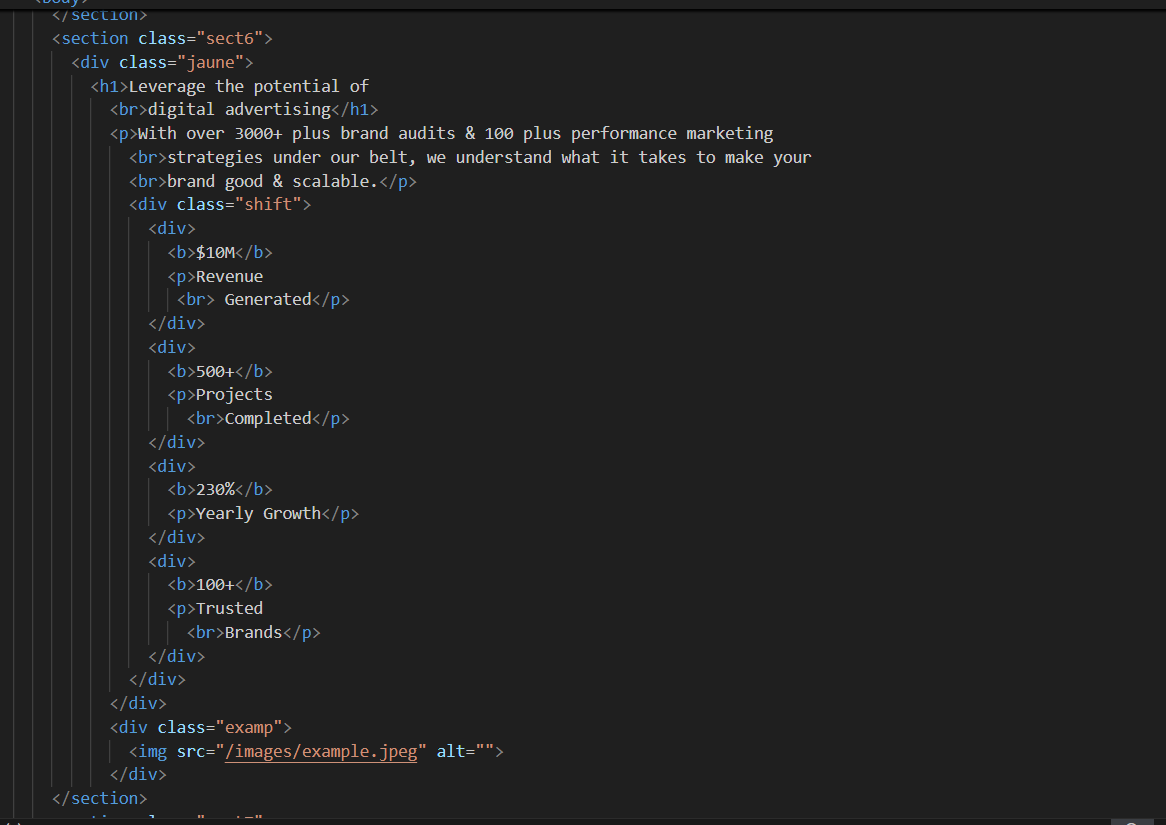 <body>
</section>
<section class="sect6">
<div class="jaune">
<h1>Leverage the potential of
<br>digital advertising</h1>
<p>With over 3000+ plus brand audits & 100 plus performance marketing
<br>strategies under our belt, we understand what it takes to make your
<br>brand good & scalable.</p>
<div class="shift">
<div>
<b>$10M</b>
<p>Revenue
<br> Generated</p>
</div>
<div>
<b>500+</b>
<p>Projects
<br>Completed</p>
</div>
<div>
<b>230%</b>
<p>Yearly Growth</p>
</div>
<div>
<b>100+</b>
<p>Trusted
<br>Brands</p>
</div>
</div>
</div>
<div class="examp">
<img src="/images/example.jpeg" alt="">
</div>
</section>